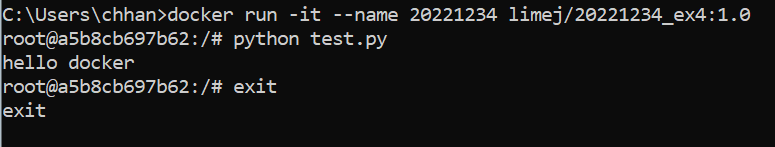 C:\Users\chhan>docker run -it --name 20221234 limej/20221234_ex4:1.0
root@a5b8cb697b62:/# python test.py
hello docker
root@a5b8cb697b62:/# exit
exit